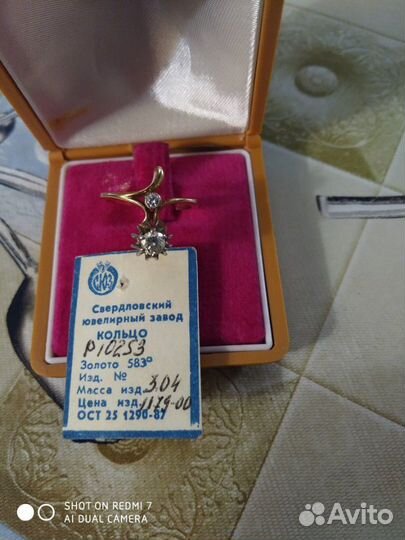 СЮЗ
Свердловский
ювелирный завод
КОЛЬЦО
Р10253
Золото 583°
Изд. №
Масса изд. 3.04
Цена изд. 1179-00
ОСТ 25 1290-87
SHOT ON REDMI 7
AI DUAL CAMERA
Avito